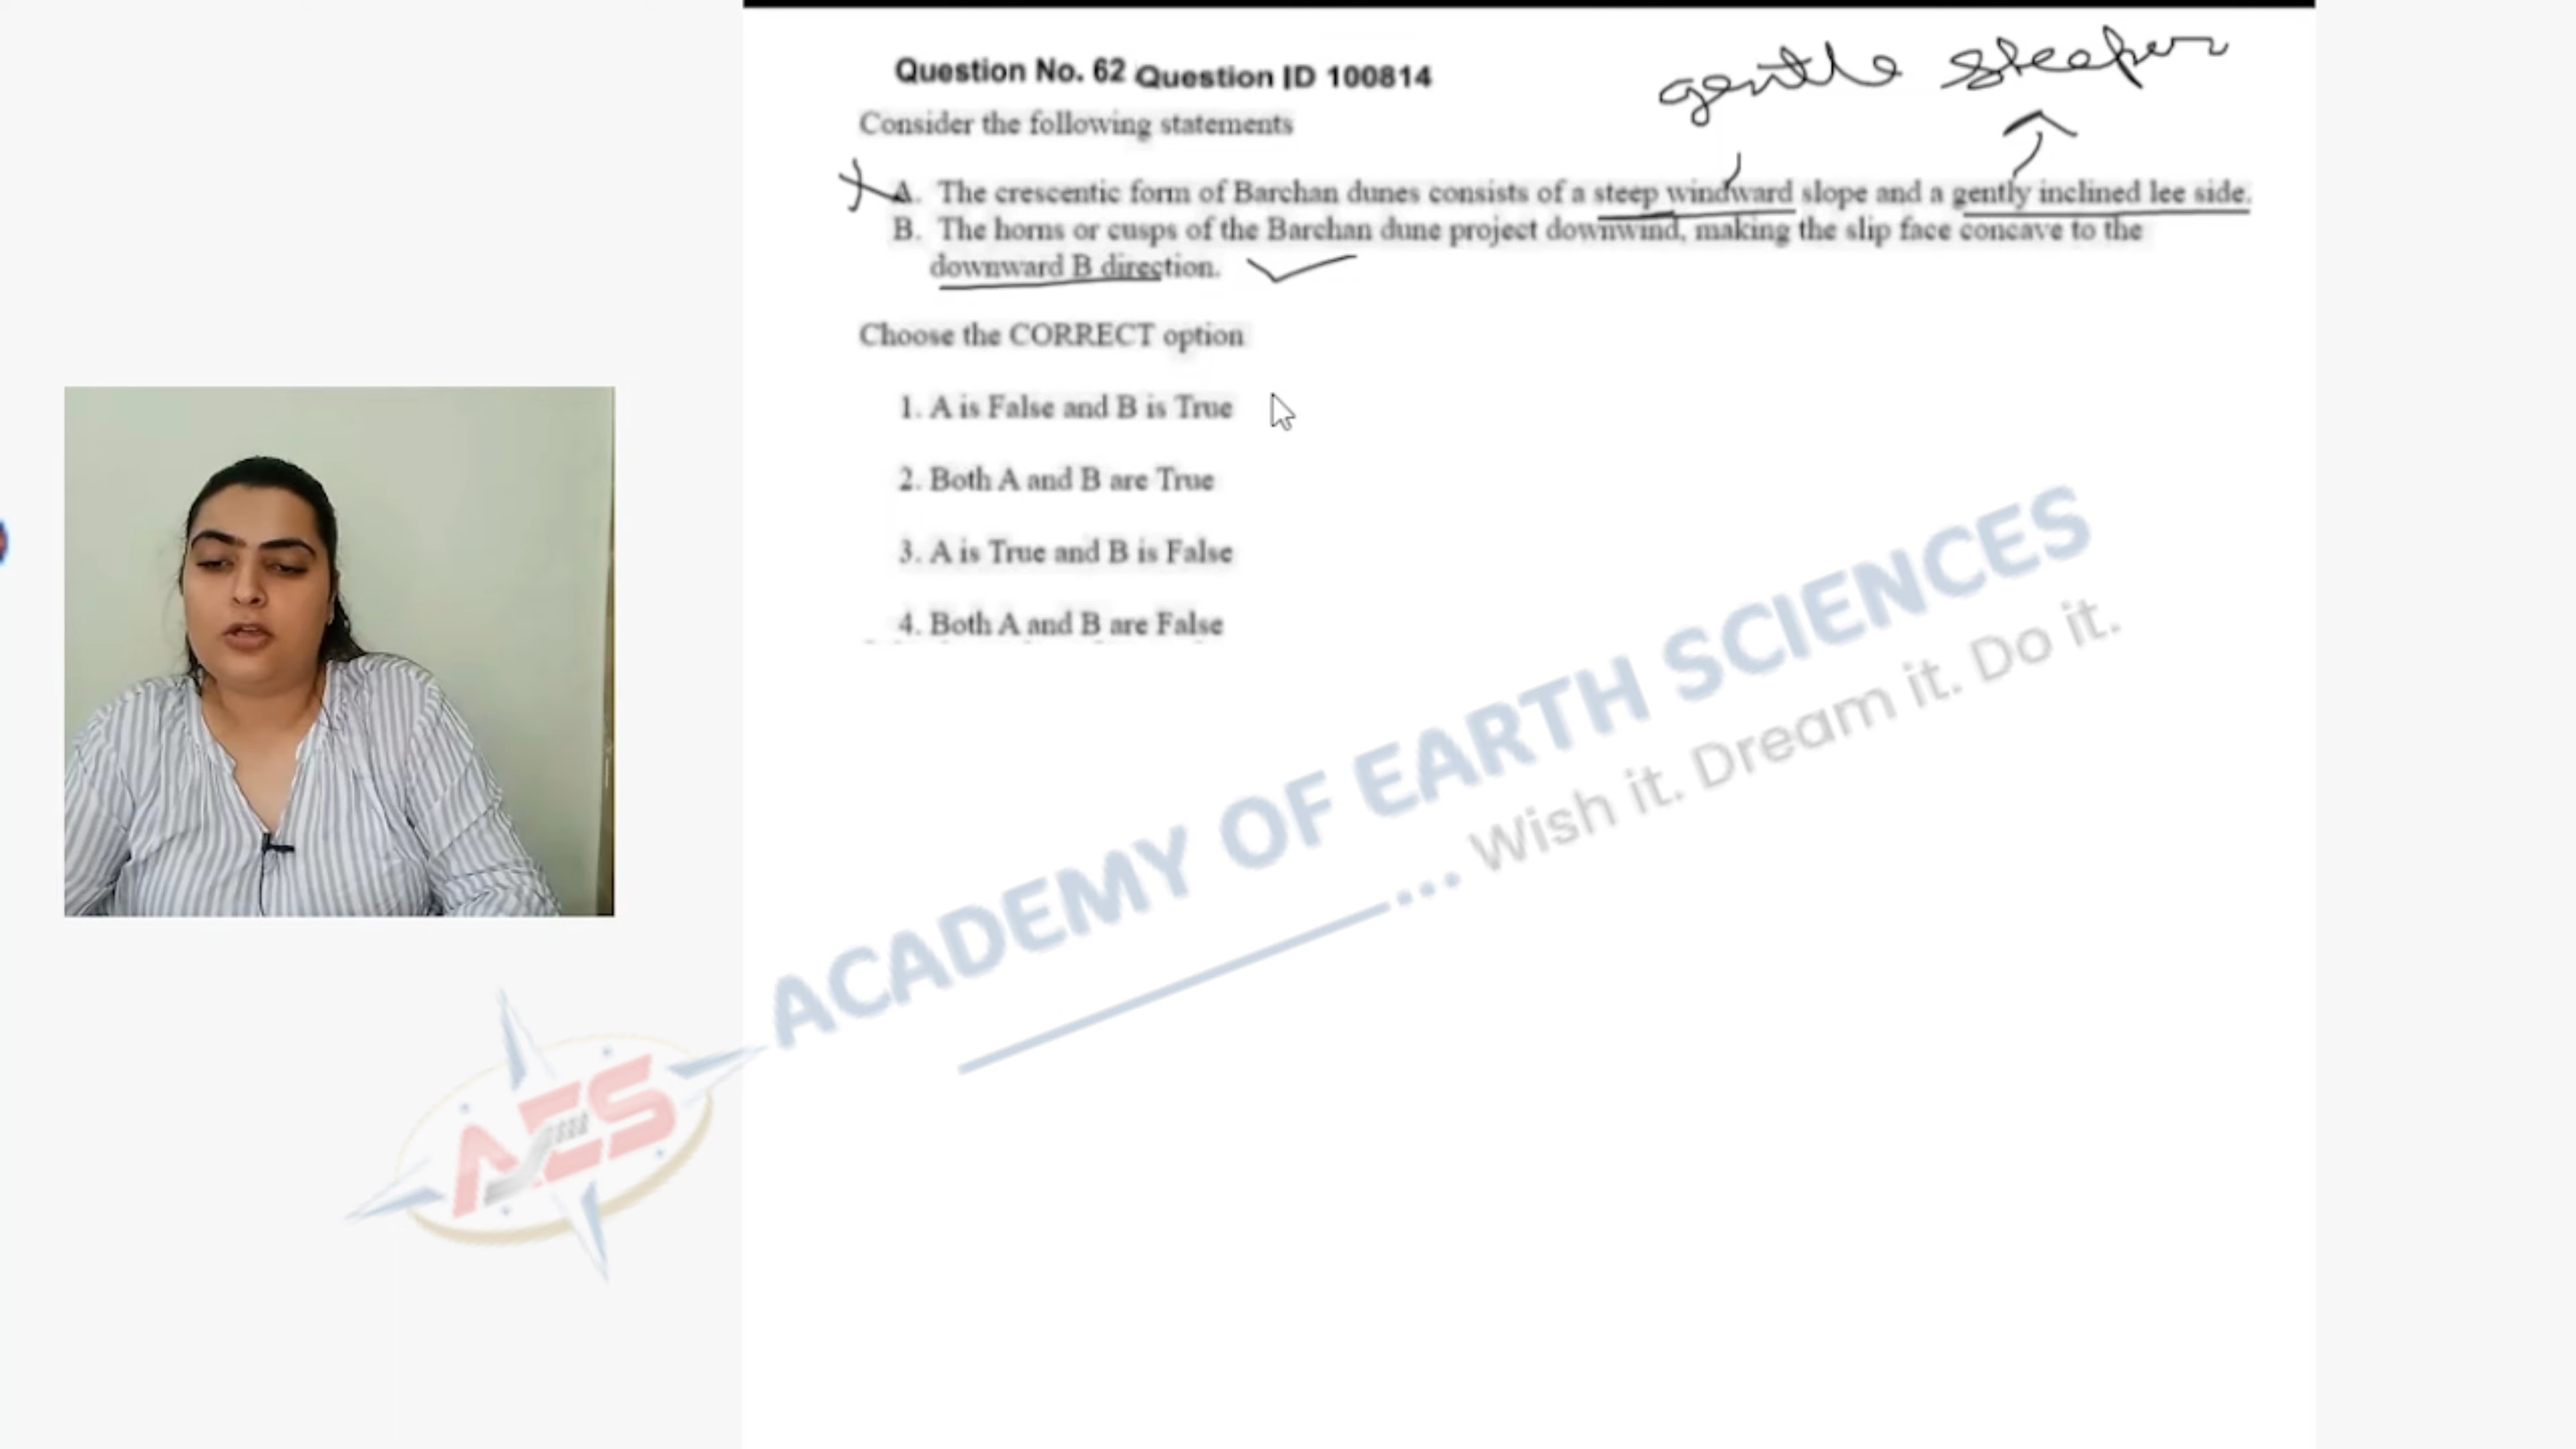 gentle steeper
Question No. 62 Question ID 100814
Consider the following statements
A. The crescentic form of Barchan dunes consists of a steep windward slope and a gently inclined lee side.
B. The horns or cusps of the Barchan dune project downwind, making the slip face concave to the
downward B direction.
Choose the CORRECT option
1. A is False and B is True
2. Both A and B are True
3. A is True and B is False
4. Both A and B are False
ACADEMY OF EARTH SCIENCES
... Wish it. Dream it. Do it.
AES